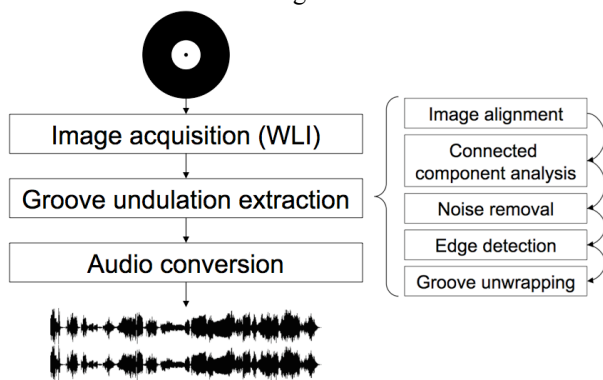 Image acquisition (WLI)
Groove undulation extraction
Audio conversion
Image alignment
Connected
component analysis
Noise removal
Edge detection
Groove unwrapping